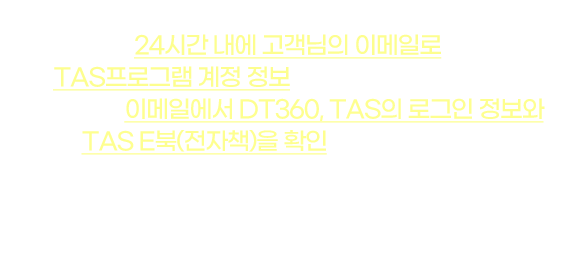 24시간 내에 고객님의 이메일로
TAS프로그램 계정 정보
이메일에서 DT360, TAS의 로그인 정보와
TAS E북(전자책)을 확인